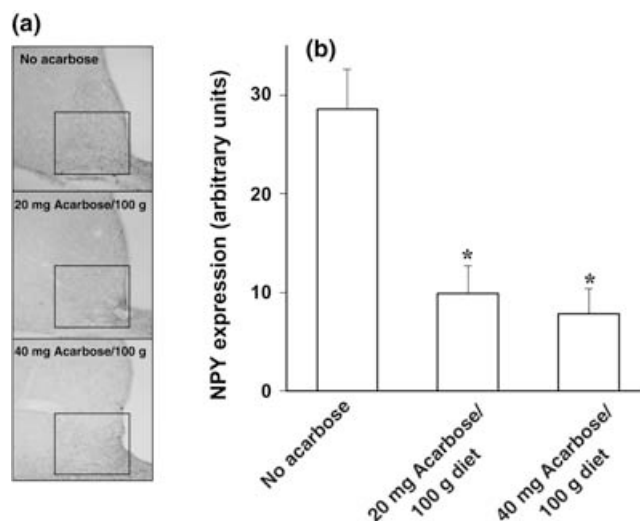 (a)
No acarbose
20 mg Acarbose/100 g
40 mg Acarbose/100 g
(b)
NPY expression (arbitrary units)
30
20
10
0
*
*
No acarbose
20 mg Acarbose/
100 g diet
40 mg Acarbose/
100 g diet